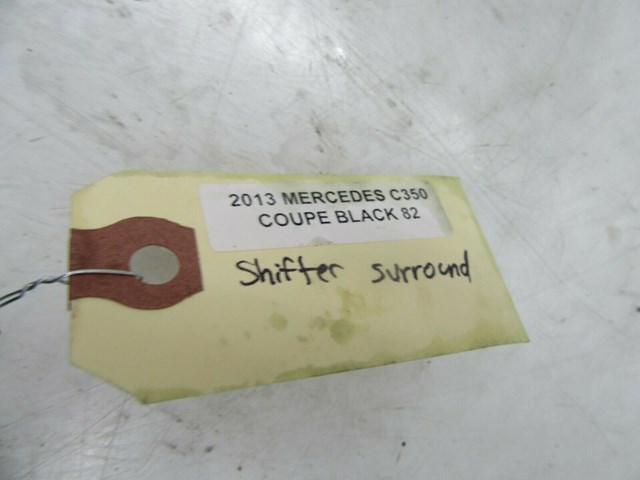 2013 MERCEDES C350
COUPE BLACK 82
Shifter surround